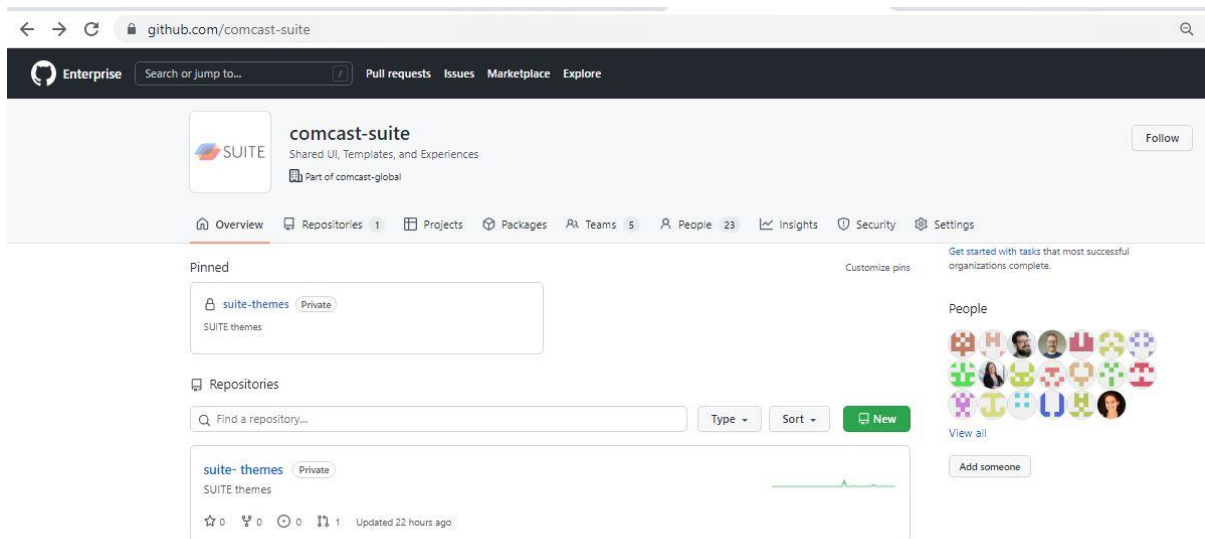 github.com/comcast-suite
Enterprise Search or jump to... / Pull requests Issues Marketplace Explore
SUITE
comcast-suite
Shared UI, Templates, and Experiences
Part of comcast-global
Follow
Overview Repositories 1 Projects Packages Teams 5 People 23 Insights Security Settings
Pinned
Customize pins
suite-themes Private
SUITE themes
Repositories
Find a repository...
Type Sort New
suite- themes Private
SUITE themes
0 0 0 1 Updated 22 hours ago
Get started with tasks that most successful
organizations complete.
People
View all
Add someone